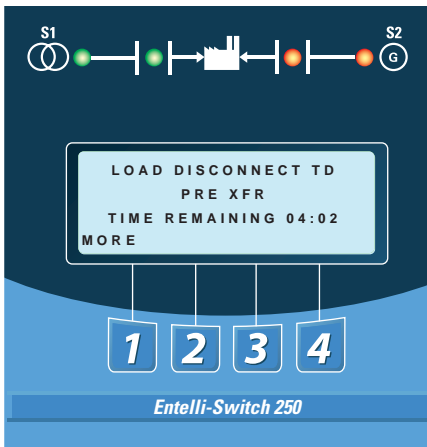 S1 S2
G
LOAD DISCONNECT TD
PRE XFR
TIME REMAINING 04:02
MORE
1 2 3 4
Entelli-Switch 250